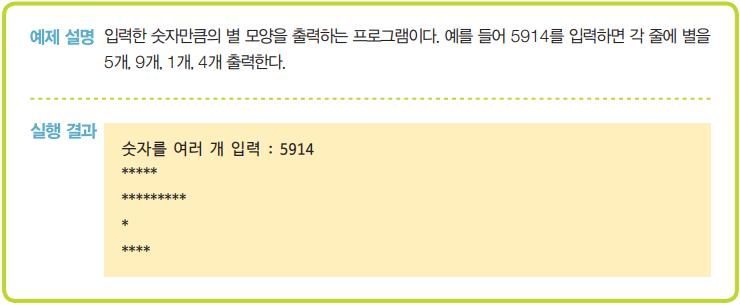 예제 설명 입력한 숫자만큼의 별 모양을 출력하는 프로그램이다. 예를 들어 5914를 입력하면 각 줄에 별을
5개, 9개, 1개, 4개 출력한다.
실행 결과
숫자를 여러 개 입력 : 5914
*****
*********
*
****